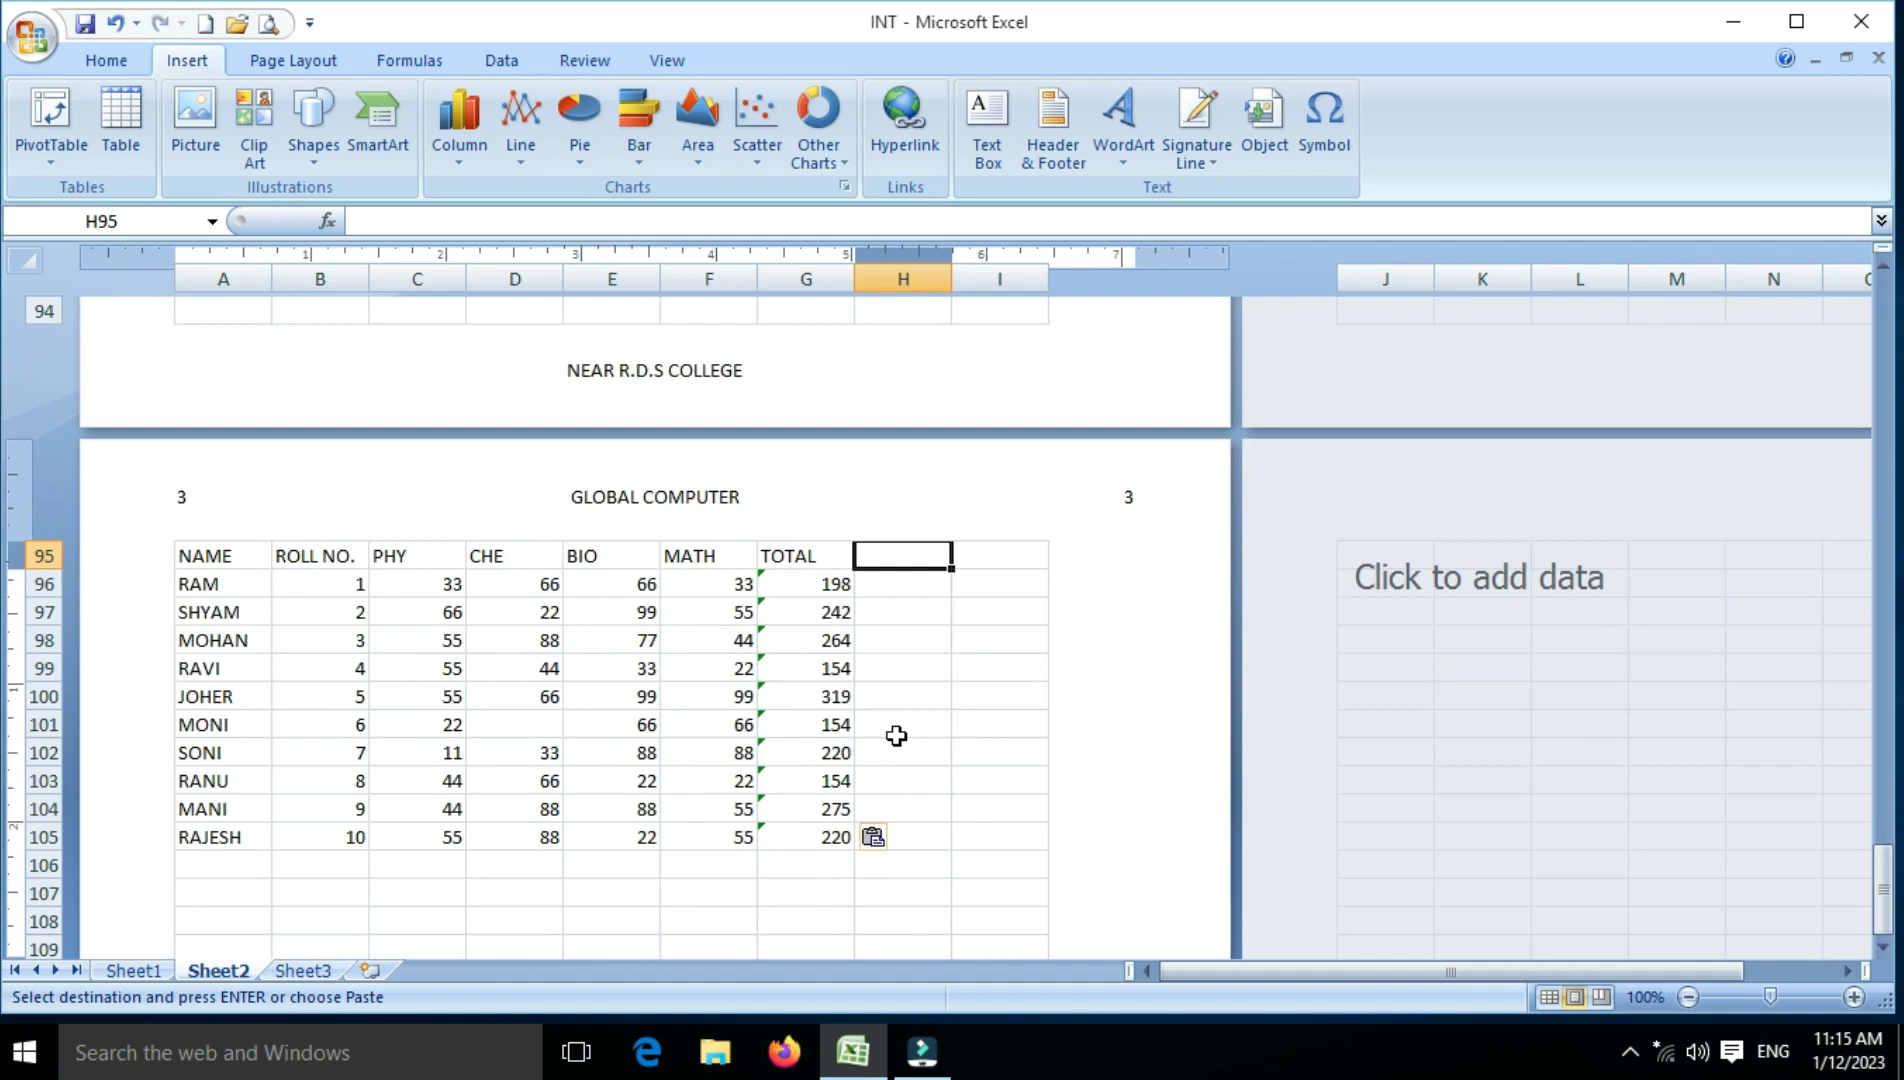 INT - Microsoft Excel
Home Insert Page Layout Formulas Data Review View
PivotTable Table Picture Clip Art Shapes SmartArt Column Line Pie Bar Area Scatter Other Charts Hyperlink Text Box Header & Footer WordArt Signature Line Object Symbol
Tables Illustrations Charts Links Text
H95 fx
1 2 3 4 5 6 7
A B C D E F G H I J K L M N
94
NEAR R.D.S COLLEGE
3 GLOBAL COMPUTER 3
95 NAME ROLL NO. PHY CHE BIO MATH TOTAL
Click to add data
96 RAM 1 33 66 66 33 198
97 SHYAM 2 66 22 99 55 242
98 MOHAN 3 55 88 77 44 264
99 RAVI 4 55 44 33 22 154
100 JOHER 5 55 66 99 99 319
101 MONI 6 22 66 66 154
102 SONI 7 11 33 88 88 220
103 RANU 8 44 66 22 22 154
104 MANI 9 44 88 88 55 275
105 RAJESH 10 55 88 22 55 220
106
107
108
109
Sheet1 Sheet2 Sheet3
Select destination and press ENTER or choose Paste 100%
Search the web and Windows ENG 11:15 AM
1/12/2023